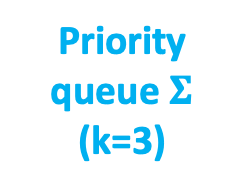 Priority
queue Σ
(k=3)